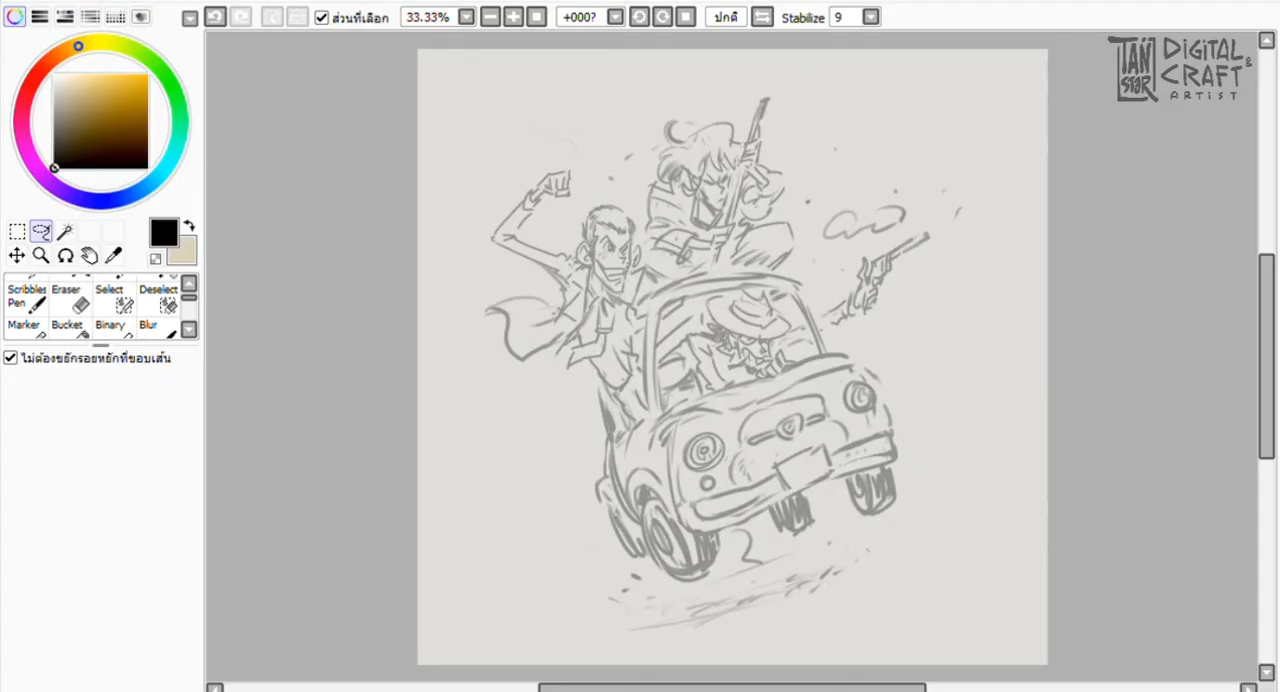 ส่วนที่เลือก 33.33% +000? ปกติ Stabilize 9
TAN STAR
DIGITAL &
CRAFT
ARTIST
Scribbles Eraser Select Deselect
Pen
Marker Bucket Binary Blur
ไม่ต้องขยักรอยหยักที่ขอบเส้น